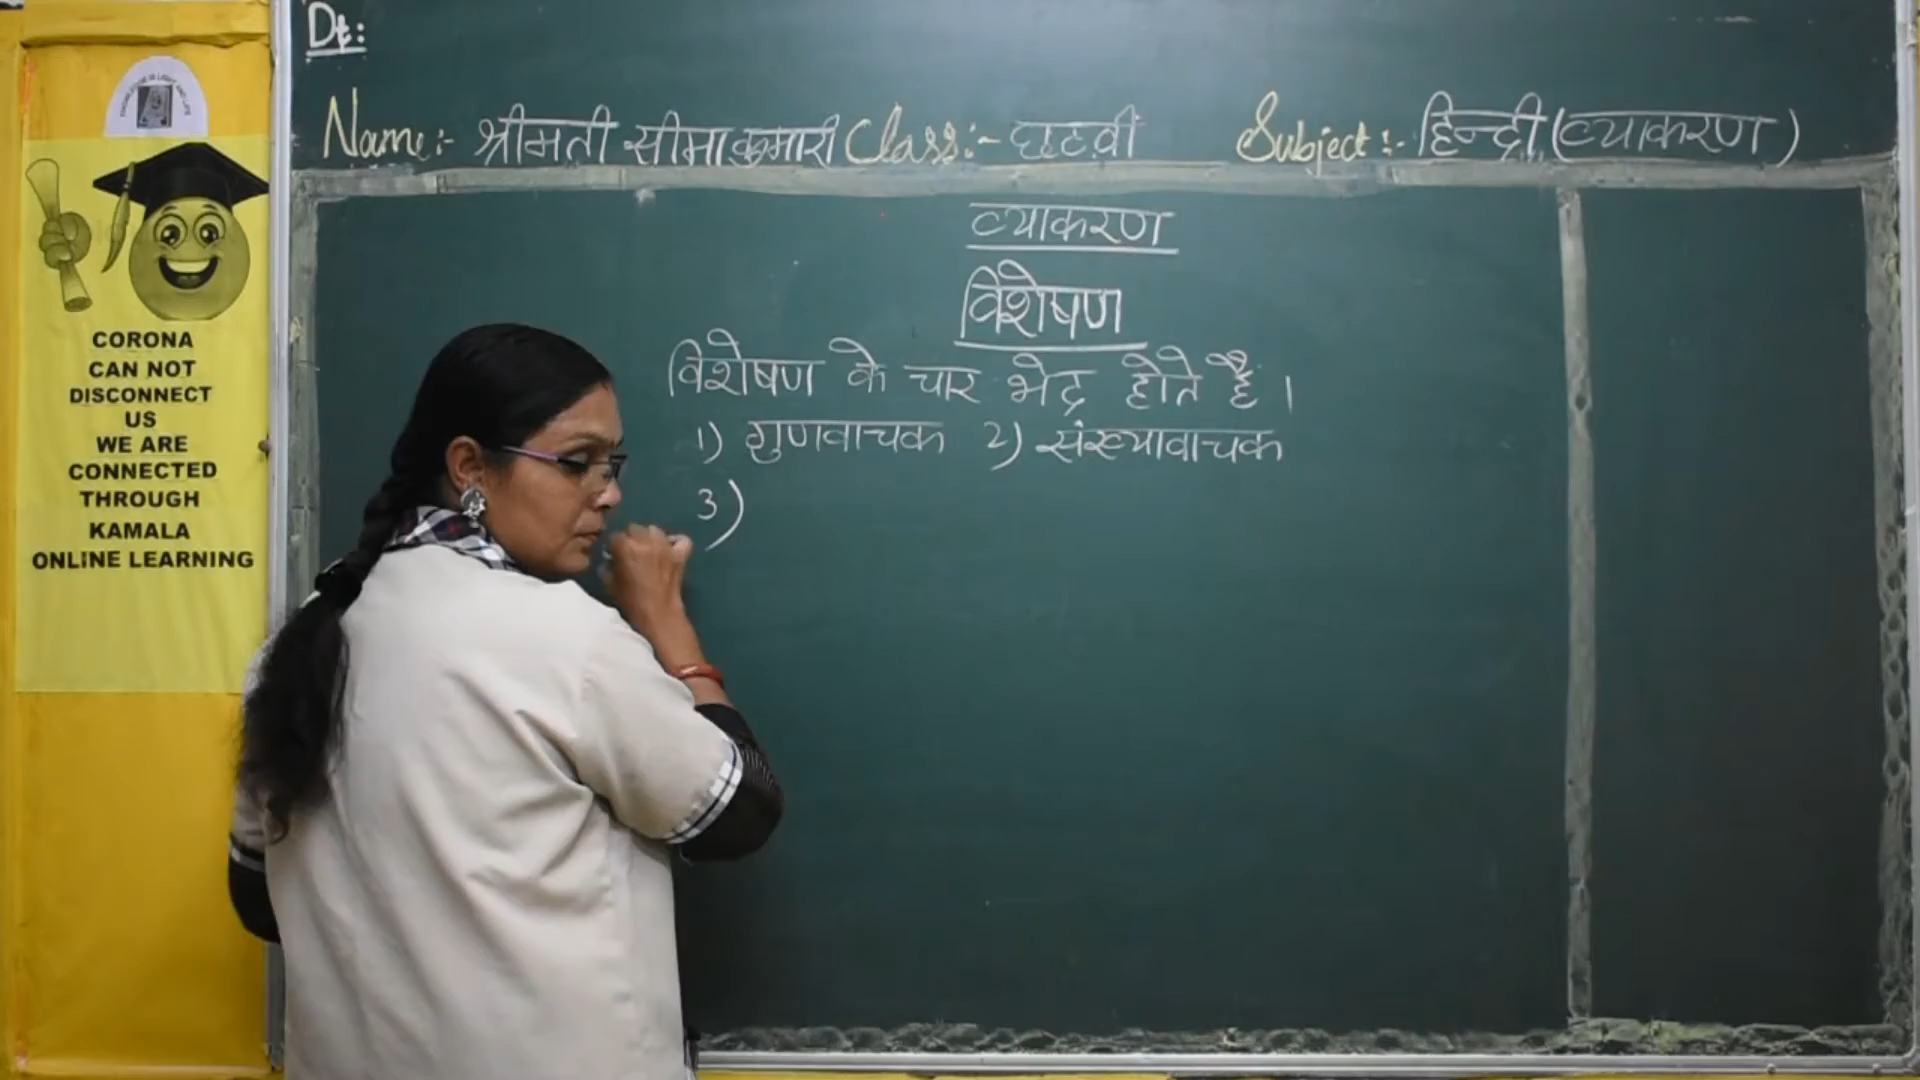 Dt:
Name:- श्रीमती सीमा कुमारी Class:- छटवी Subject:- हिन्दी (व्याकरण)
व्याकरण
विशेषण
विशेषण के चार भेद होते हैं।
1) गुणवाचक 2) संख्यावाचक
3)
CORONA
CAN NOT
DISCONNECT
US
WE ARE
CONNECTED
THROUGH
KAMALA
ONLINE LEARNING